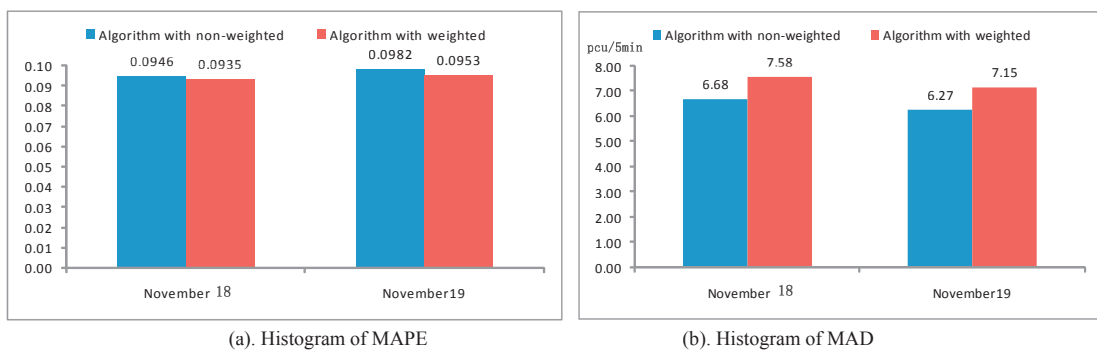 Algorithm with non-weighted Algorithm with weighted
0.0946 0.0935 0.0982 0.0953
0.10
0.09
0.08
0.07
0.06
0.05
0.04
0.03
0.02
0.01
0.00
November 18 November19
(a). Histogram of MAPE
pcu/5min
Algorithm with non-weighted Algorithm with weighted
8.00
7.00
6.00
5.00
4.00
3.00
2.00
1.00
0.00
6.68 7.58 6.27 7.15
November 18 November19
(b). Histogram of MAD